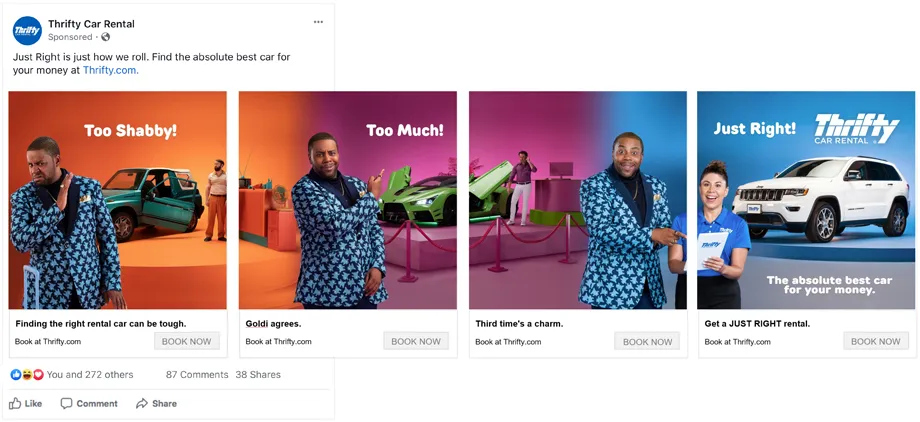 Thrifty
Thrifty Car Rental
Sponsored ·
Just Right is just how we roll. Find the absolute best car for
your money at Thrifty.com.
Too Shabby!
Finding the right rental car can be tough.
Book at Thrifty.com
BOOK NOW
Too Much!
Goldi agrees.
Book at Thrifty.com
BOOK NOW
Third time's a charm.
Book at Thrifty.com
BOOK NOW
Just Right!
Thrifty
CAR RENTAL
Thrifty
Thrifty
Thrifty
The absolute best car
for your money.
Get a JUST RIGHT rental.
Book at Thrifty.com
BOOK NOW
You and 272 others
87 Comments
38 Shares
Like
Comment
Share